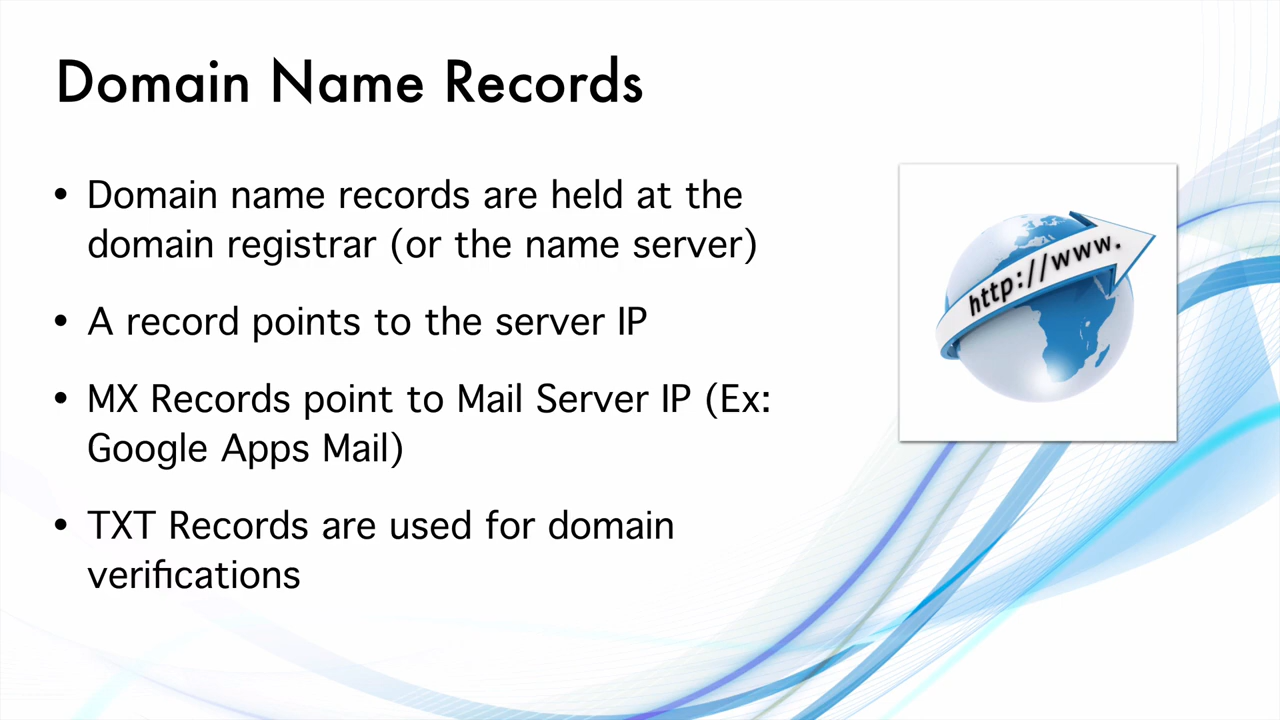 Domain Name Records
• Domain name records are held at the
domain registrar (or the name server)
• A record points to the server IP
• MX Records point to Mail Server IP (Ex:
Google Apps Mail)
• TXT Records are used for domain
verifications
http://www.